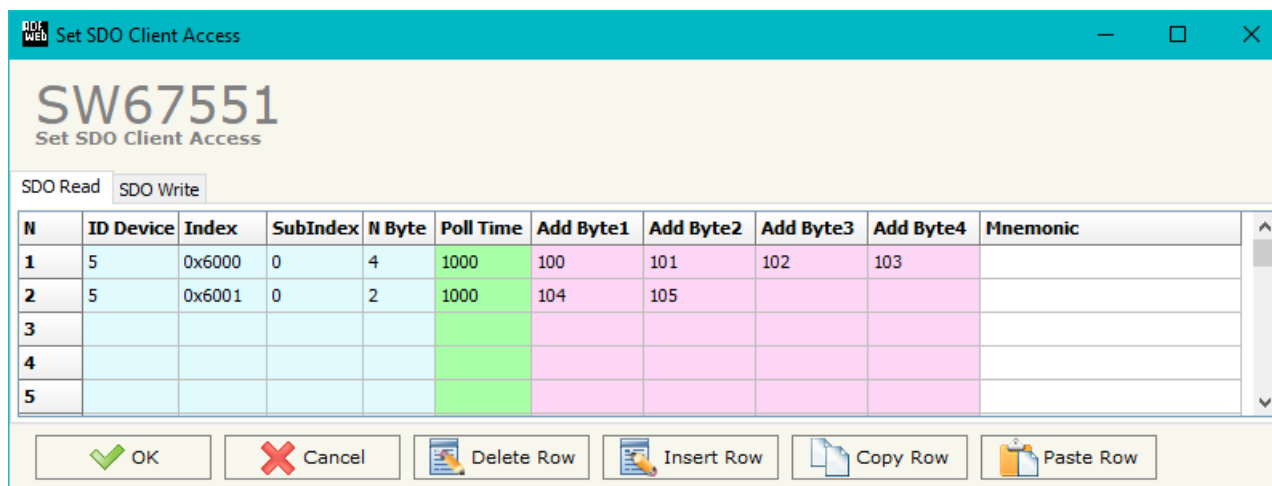 ADF WEB Set SDO Client Access
SW67551
Set SDO Client Access
SDO Read SDO Write
N ID Device Index SubIndex N Byte Poll Time Add Byte1 Add Byte2 Add Byte3 Add Byte4 Mnemonic
1 5 0x6000 0 4 1000 100 101 102 103
2 5 0x6001 0 2 1000 104 105
3
4
5
OK Cancel Delete Row Insert Row Copy Row Paste Row